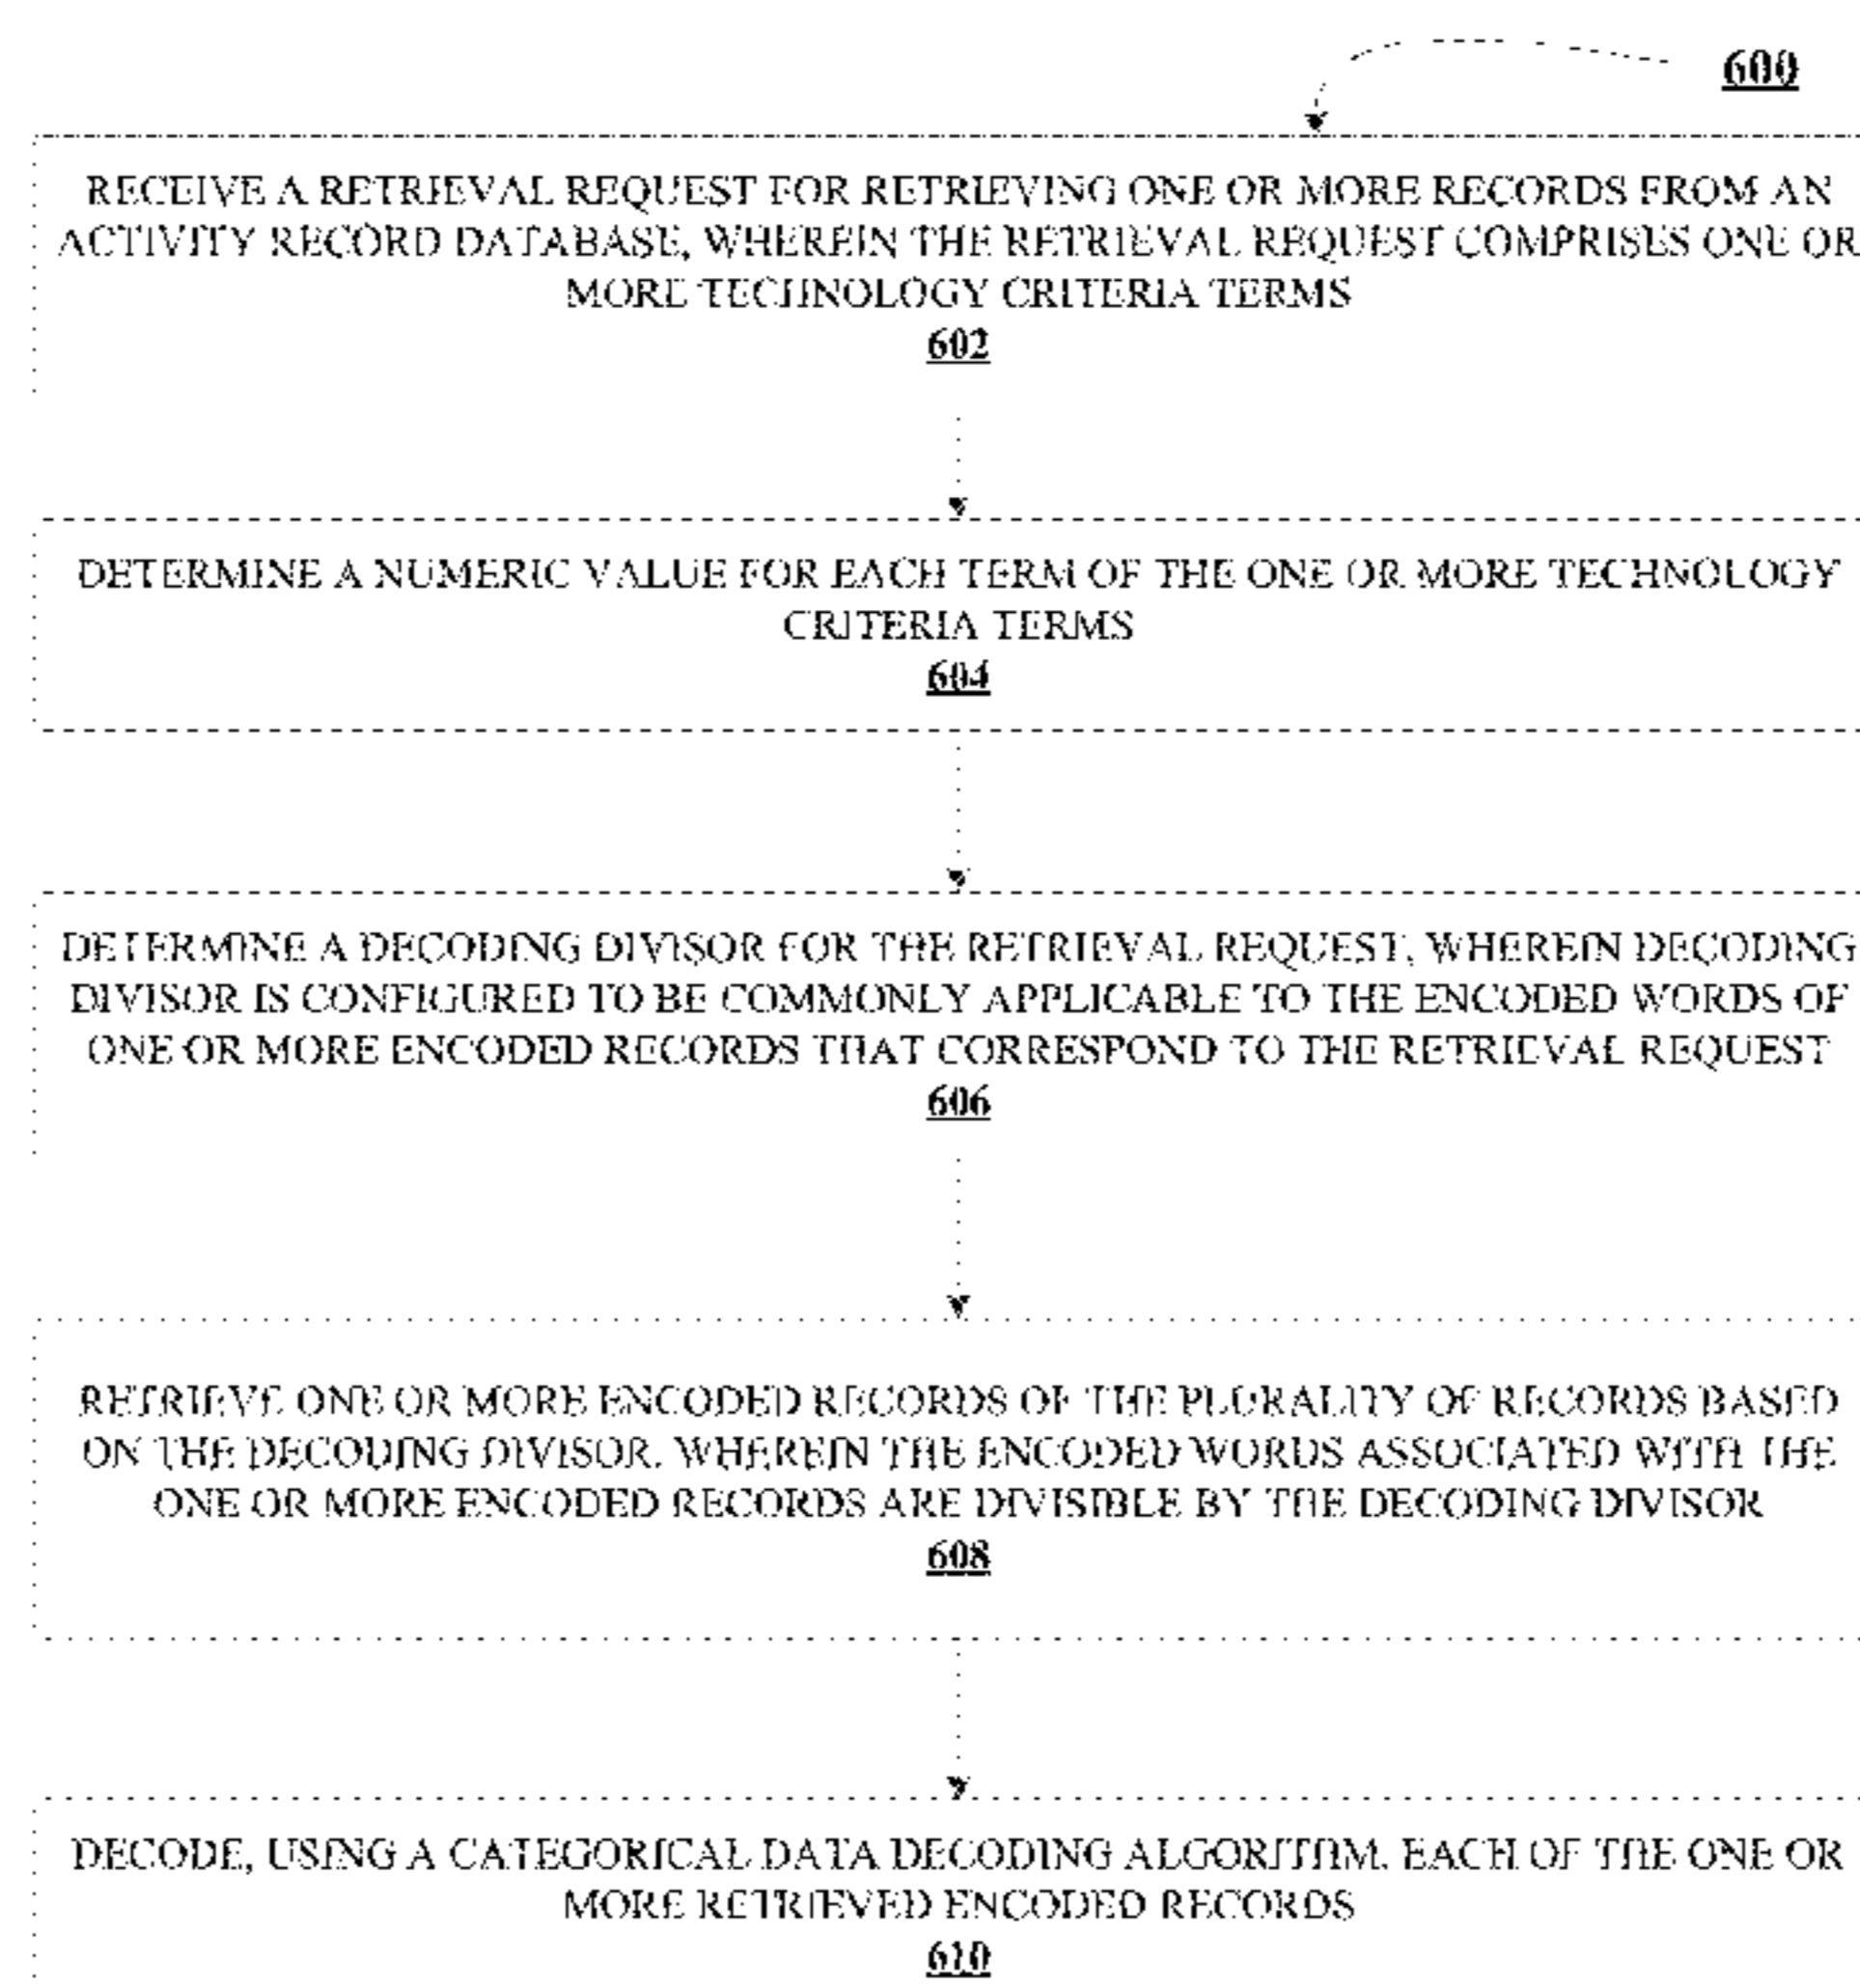 600
RECEIVE A RETRIEVAL REQUEST FOR RETRIEVING ONE OR MORE RECORDS FROM AN
ACTIVITY RECORD DATABASE, WHEREIN THE RETRIEVAL REQUEST COMPRISES ONE OR
MORE TECHNOLOGY CRITERIA TERMS
602
DETERMINE A NUMERIC VALUE FOR EACH TERM OF THE ONE OR MORE TECHNOLOGY
CRITERIA TERMS
604
DETERMINE A DECODING DIVISOR FOR THE RETRIEVAL REQUEST, WHEREIN DECODING
DIVISOR IS CONFIGURED TO BE COMMONLY APPLICABLE TO THE ENCODED WORDS OF
ONE OR MORE ENCODED RECORDS THAT CORRESPOND TO THE RETRIEVAL REQUEST
606
RETRIEVE ONE OR MORE ENCODED RECORDS OF THE PLURALITY OF RECORDS BASED
ON THE DECODING DIVISOR, WHEREIN THE ENCODED WORDS ASSOCIATED WITH THE
ONE OR MORE ENCODED RECORDS ARE DIVISIBLE BY THE DECODING DIVISOR
608
DECODE, USING A CATEGORICAL DATA DECODING ALGORITHM, EACH OF THE ONE OR
MORE RETRIEVED ENCODED RECORDS
610